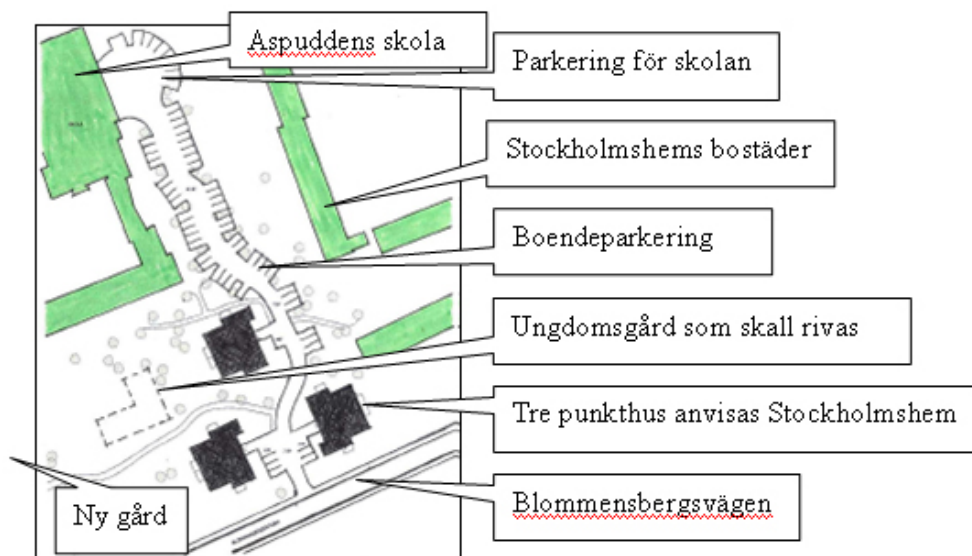 Aspuddens skola
Parkering för skolan
Stockholmshems bostäder
Boendeparkering
Ungdomsgård som skall rivas
Tre punkthus anvisas Stockholmshem
Blommensbergsvägen
Ny gård